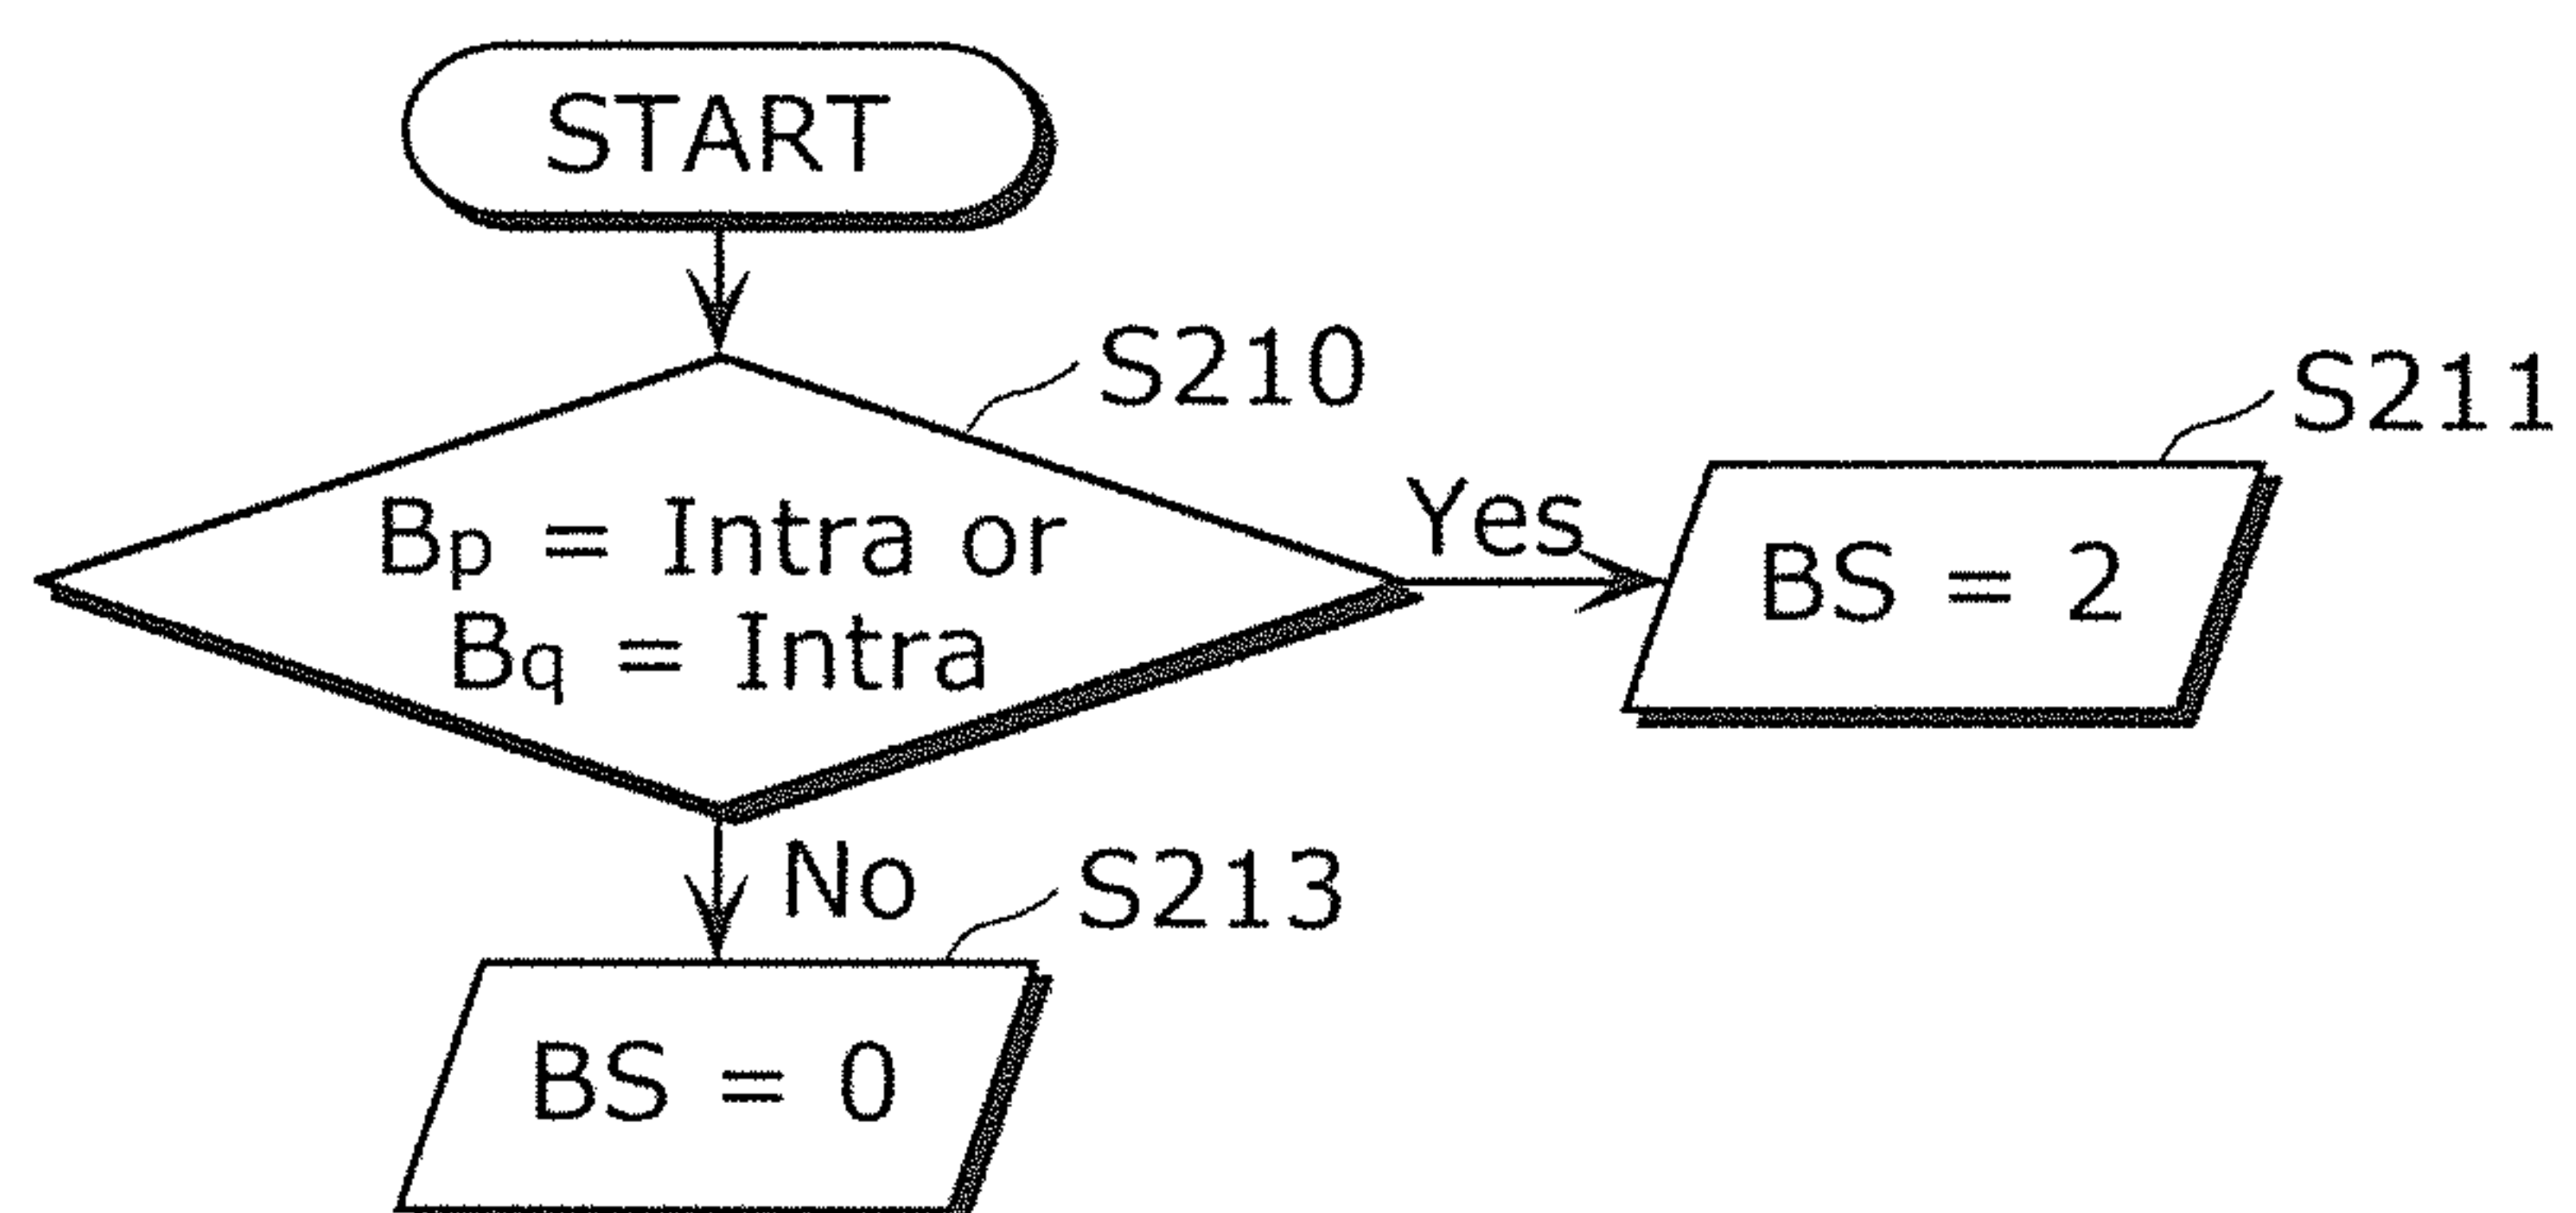 START
S210
S211
Bp = Intra or
Bq = Intra
Yes
BS = 2
No
S213
BS = 0